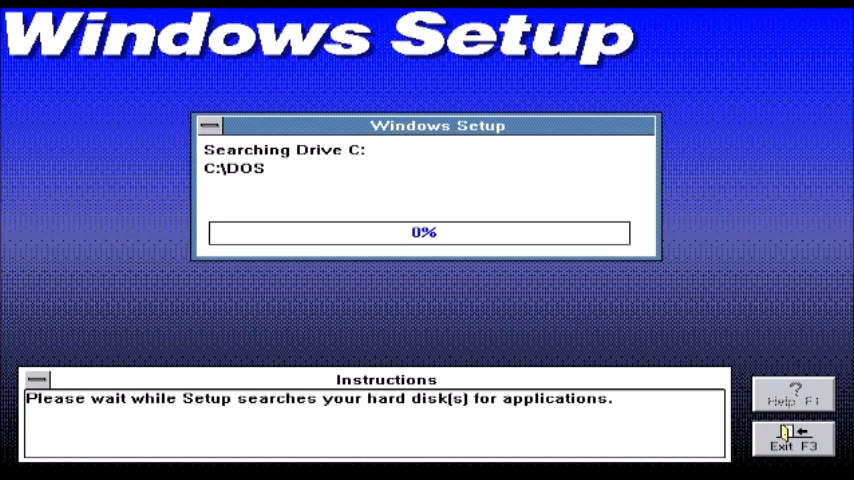 Windows Setup
Windows Setup
Searching Drive C:
C:\DOS
0%
Instructions
Please wait while Setup searches your hard disk(s) for applications.
?
Help F1
Exit F3